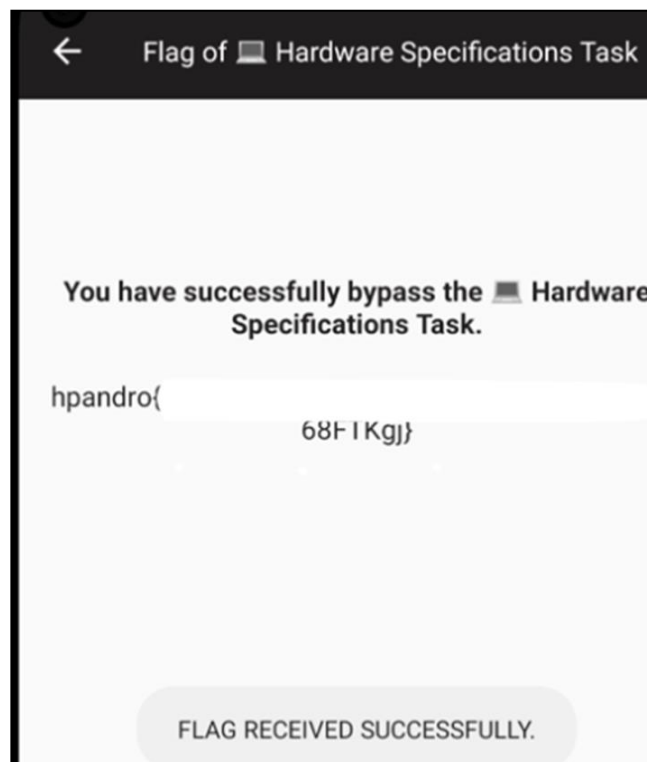 Flag of 💻 Hardware Specifications Task
You have successfully bypass the 💻 Hardware
Specifications Task.
hpandro{
68FTKgj}
FLAG RECEIVED SUCCESSFULLY.